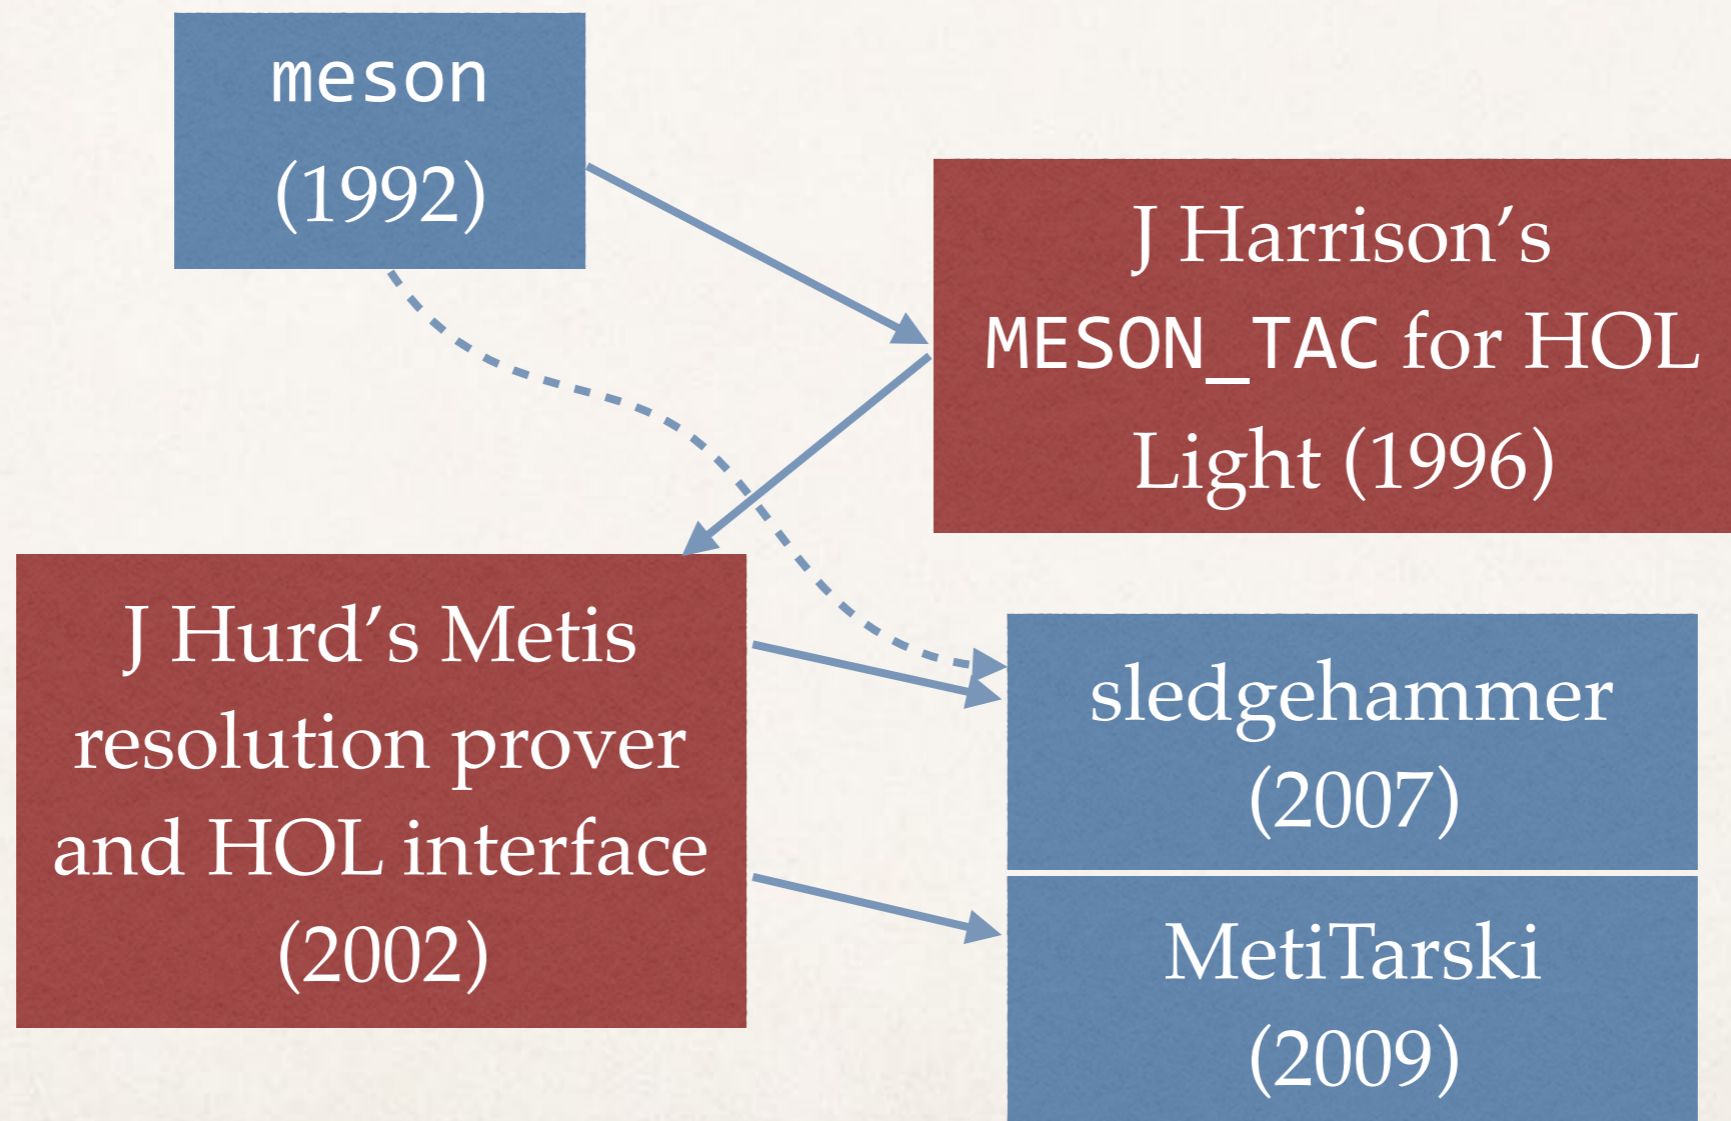 meson
(1992)
J Harrison’s
MESON_TAC for HOL
Light (1996)
J Hurd’s Metis
resolution prover
and HOL interface
(2002)
sledgehammer
(2007)
MetiTarski
(2009)